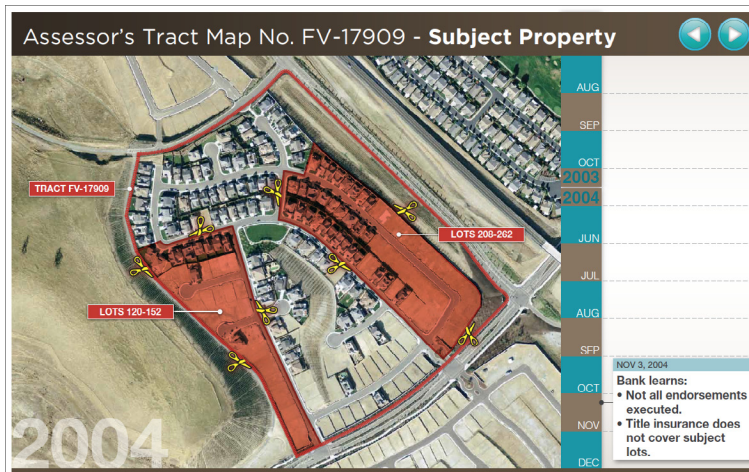 Assessor's Tract Map No. FV-17909 - Subject Property
TRACT FV-17909
LOTS 208-262
LOTS 120-152
2004
AUG
SEP
OCT
2003
2004
JUN
JUL
AUG
SEP
OCT
NOV
DEC
NOV 3, 2004
Bank learns:
• Not all endorsements
executed.
• Title insurance does
not cover subject
lots.